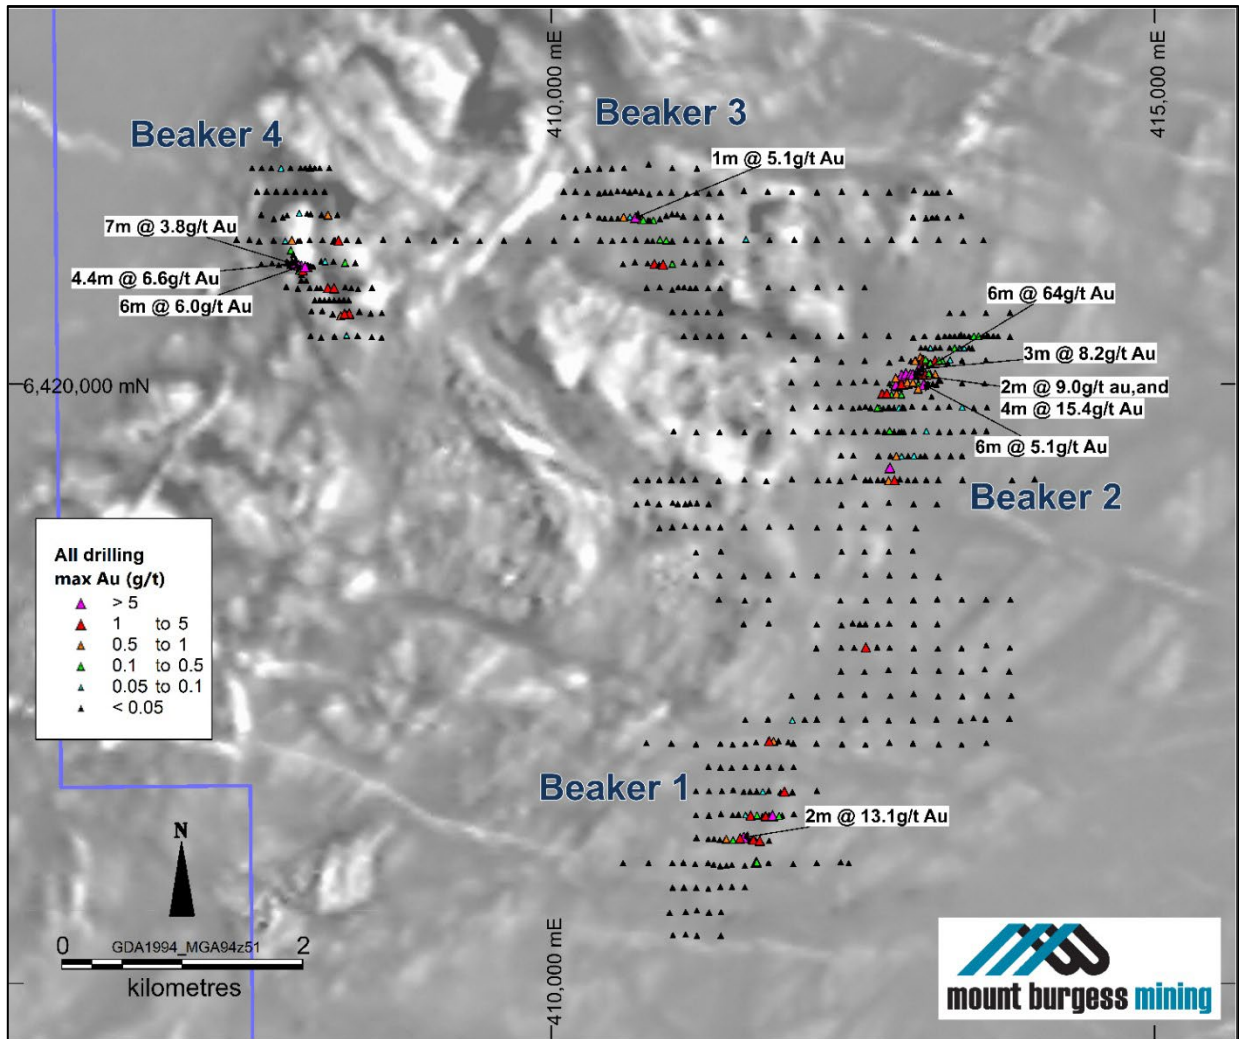 410,000 mE
415,000 mE
Beaker 4
Beaker 3
1m @ 5.1g/t Au
7m @ 3.8g/t Au
4.4m @ 6.6g/t Au
6m @ 6.0g/t Au
6m @ 64g/t Au
3m @ 8.2g/t Au
6,420,000 mN
2m @ 9.0g/t au,and
4m @ 15.4g/t Au
6m @ 5.1g/t Au
Beaker 2
All drilling
max Au (g/t)
> 5
1 to 5
0.5 to 1
0.1 to 0.5
0.05 to 0.1
< 0.05
Beaker 1
2m @ 13.1g/t Au
N
0 GDA1994_MGA94z51 2
kilometres
410,000 mE
mount burgess mining